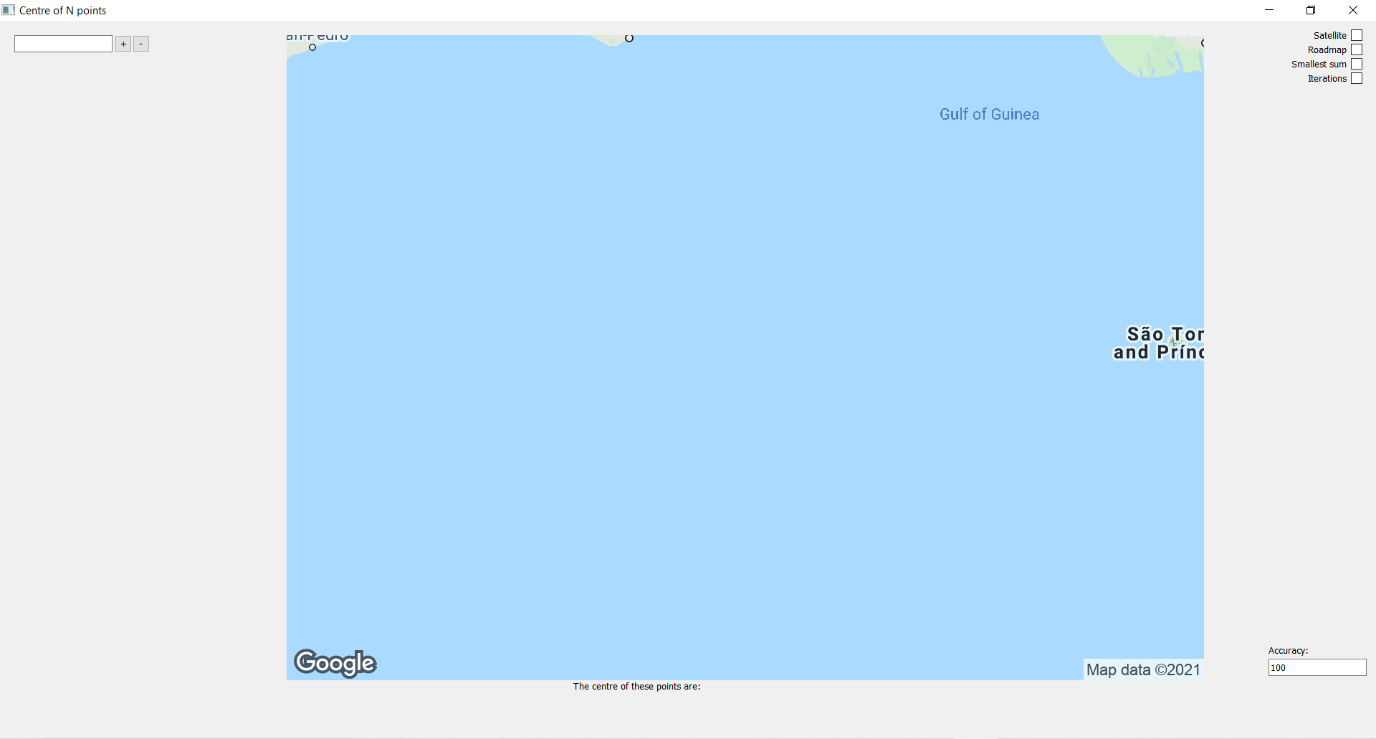 Centre of N points
+ -
Satellite
Roadmap
Smallest sum
Iterations
an-Pedro
Gulf of Guinea
São Tor
and Prínc
Google
Map data ©2021
The centre of these points are:
Accuracy:
100